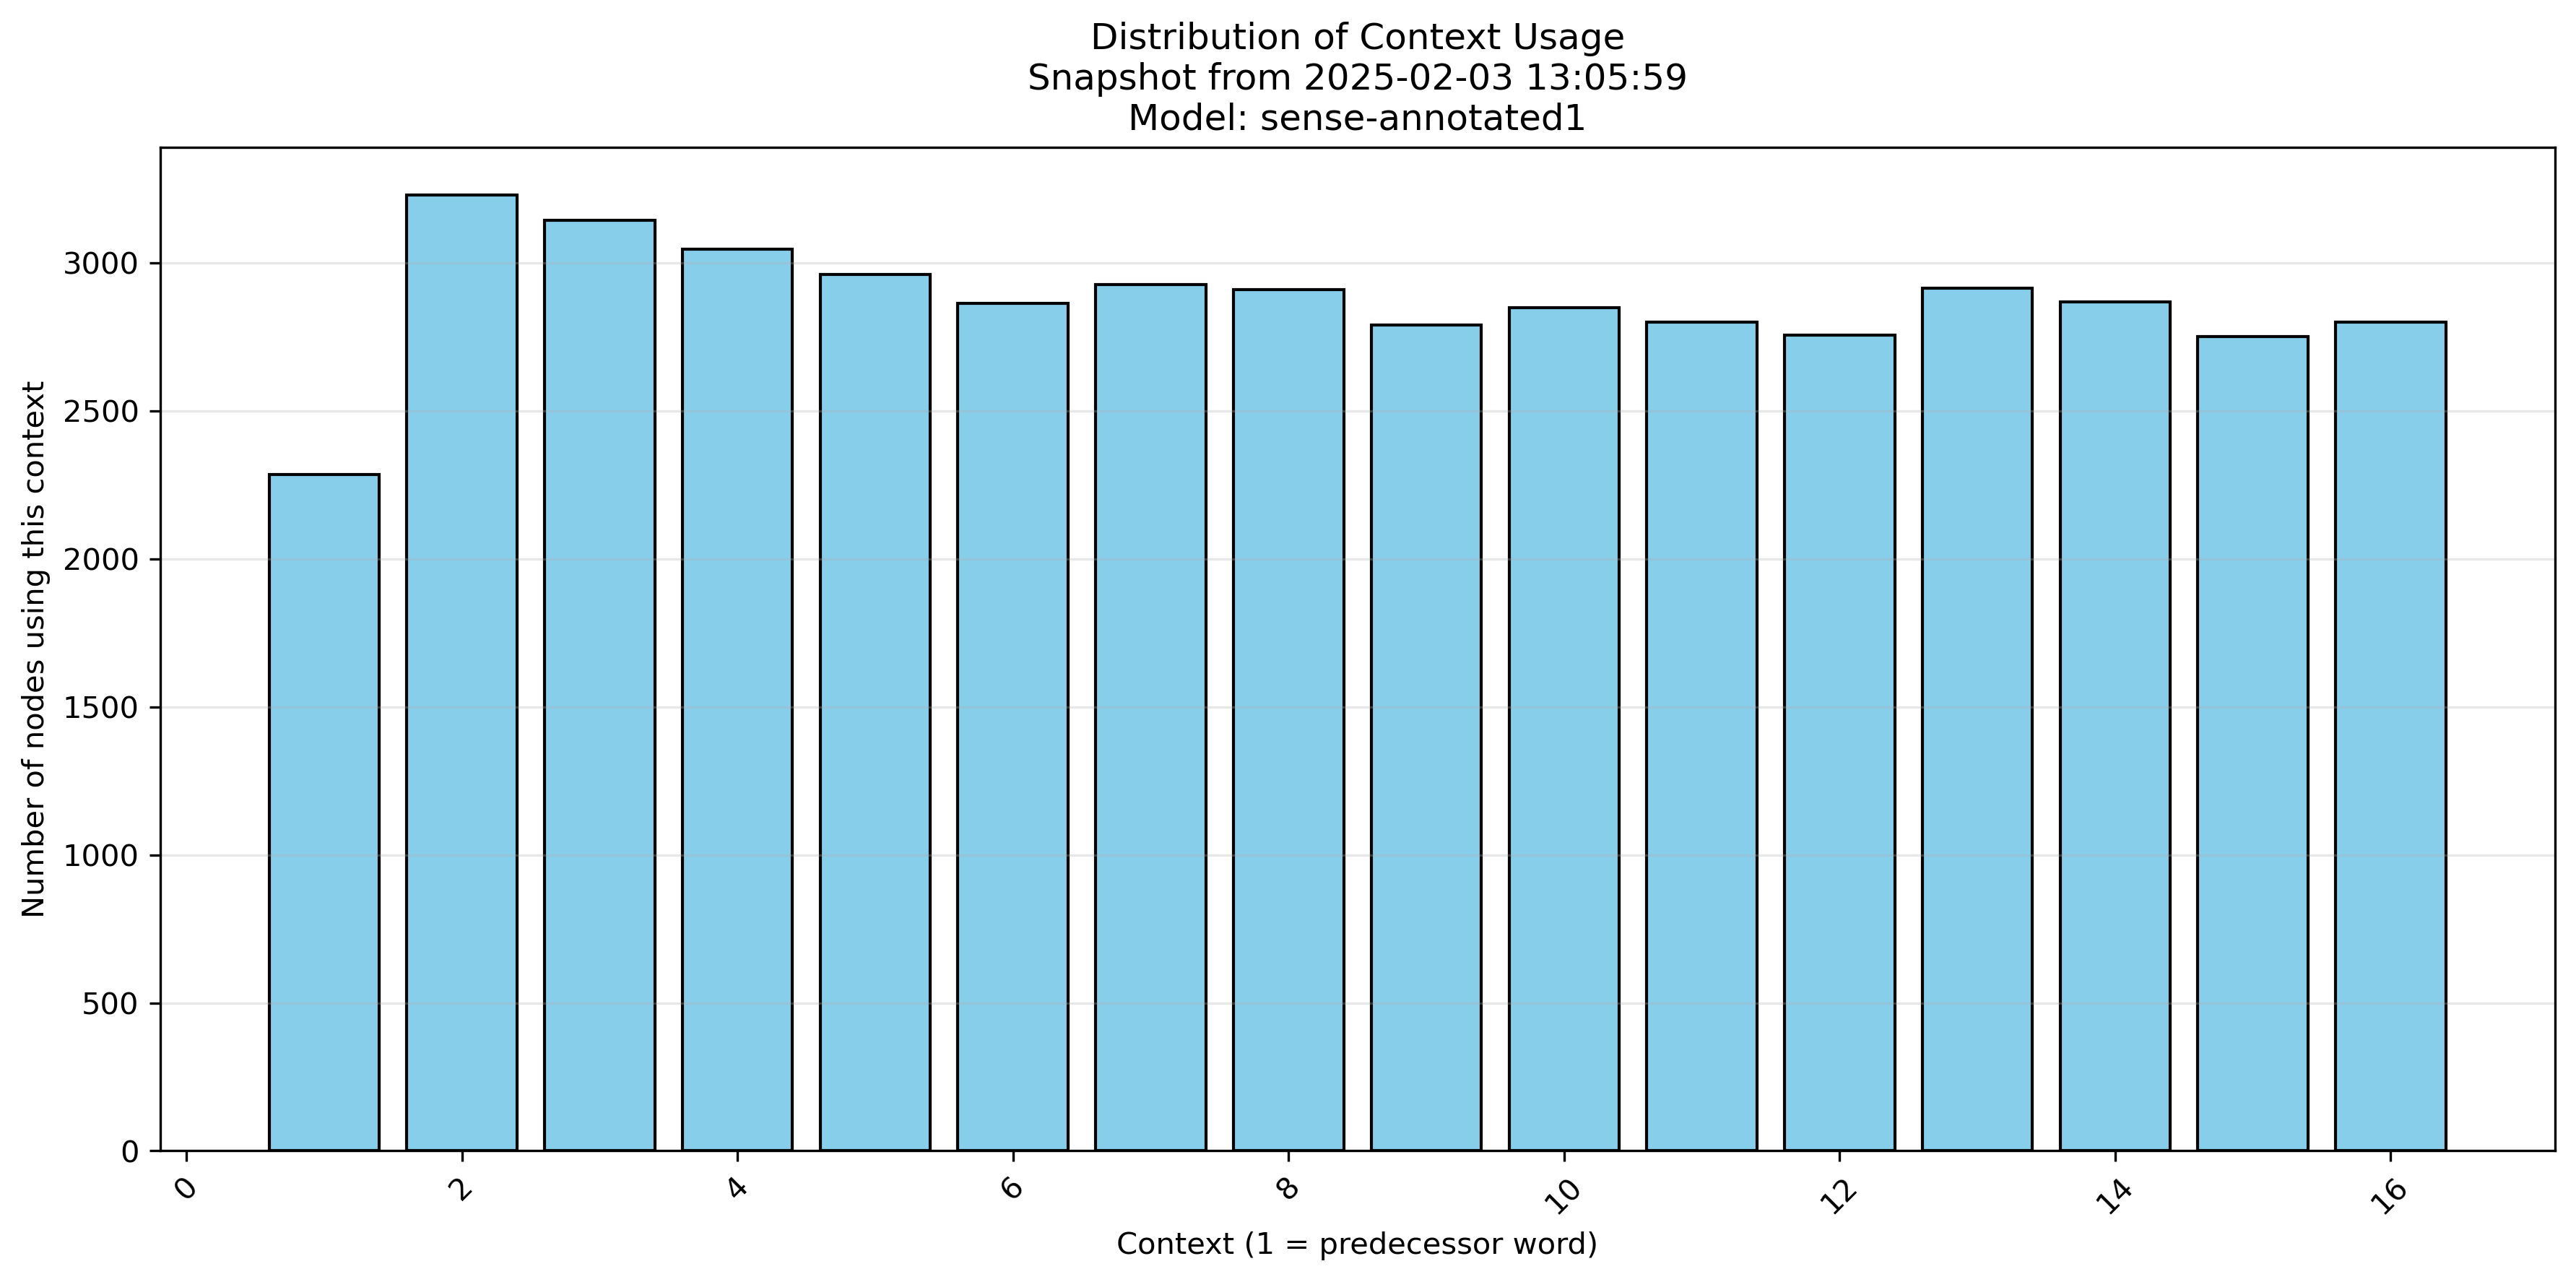 Distribution of Context Usage
Snapshot from 2025-02-03 13:05:59
Model: sense-annotated1
Number of nodes using this context
3000
2500
2000
1500
1000
500
0
0 2 4 6 8 10 12 14 16
Context (1 = predecessor word)